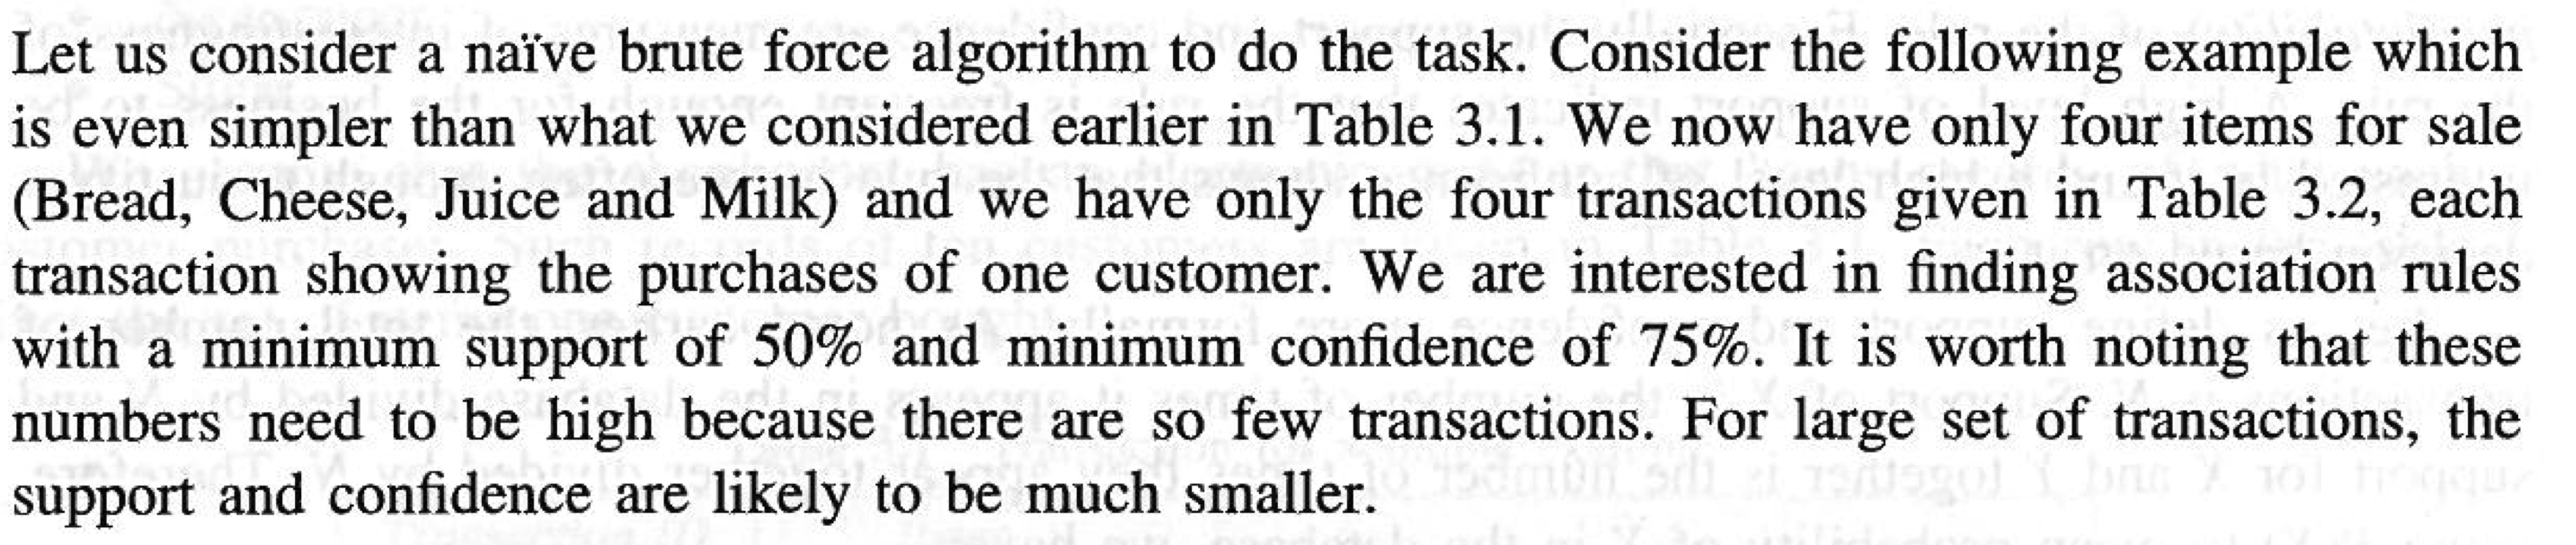 Let us consider a naïve brute force algorithm to do the task. Consider the following example which
is even simpler than what we considered earlier in Table 3.1. We now have only four items for sale
(Bread, Cheese, Juice and Milk) and we have only the four transactions given in Table 3.2, each
transaction showing the purchases of one customer. We are interested in finding association rules
with a minimum support of 50% and minimum confidence of 75%. It is worth noting that these
numbers need to be high because there are so few transactions. For large set of transactions, the
support and confidence are likely to be much smaller.